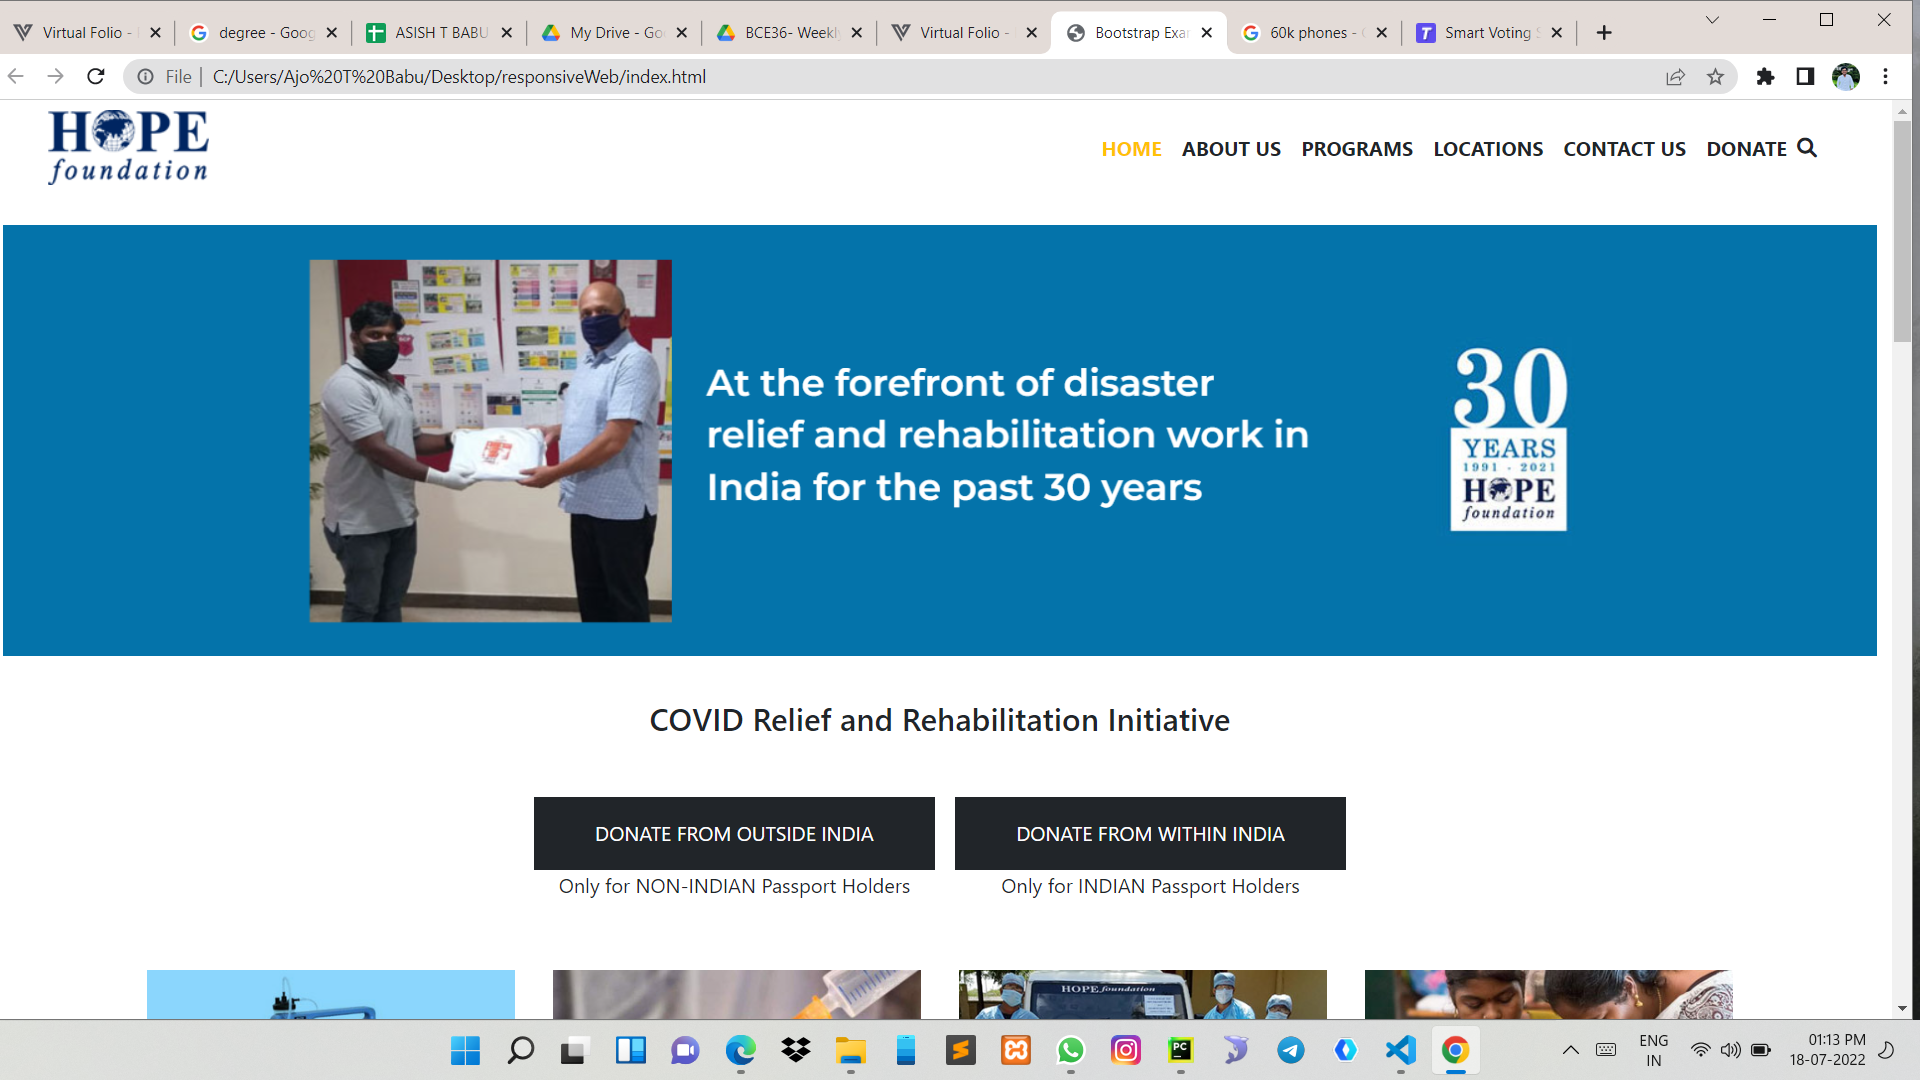 Virtual Folio -
degree - Goog
ASISH T BABU
My Drive - Go
BCE36- Weekly
Virtual Folio -
Bootstrap Exa
60k phones -
Smart Voting
File
C:/Users/Ajo%20T%20Babu/Desktop/responsiveWeb/index.html
HOPE
foundation
HOME
ABOUT US
PROGRAMS
LOCATIONS
CONTACT US
DONATE
At the forefront of disaster
relief and rehabilitation work in
India for the past 30 years
30
YEARS
1991 - 2021
HOPE
foundation
COVID Relief and Rehabilitation Initiative
DONATE FROM OUTSIDE INDIA
DONATE FROM WITHIN INDIA
Only for NON-INDIAN Passport Holders
Only for INDIAN Passport Holders
HOPE foundation
PC
ENG
IN
01:13 PM
18-07-2022